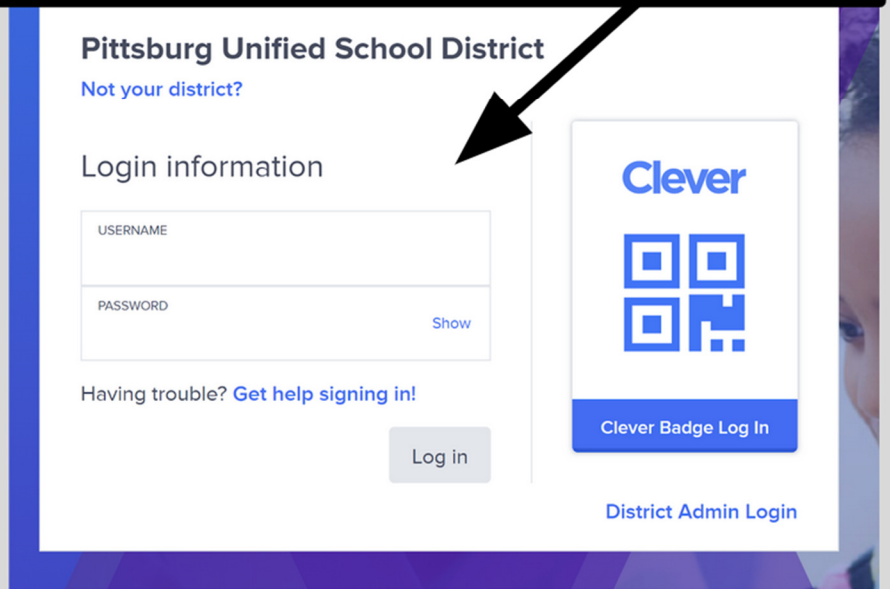 Pittsburg Unified School District
Not your district?
Login information
USERNAME
PASSWORD
Show
Having trouble? Get help signing in!
Log in
Clever
Clever Badge Log In
District Admin Login